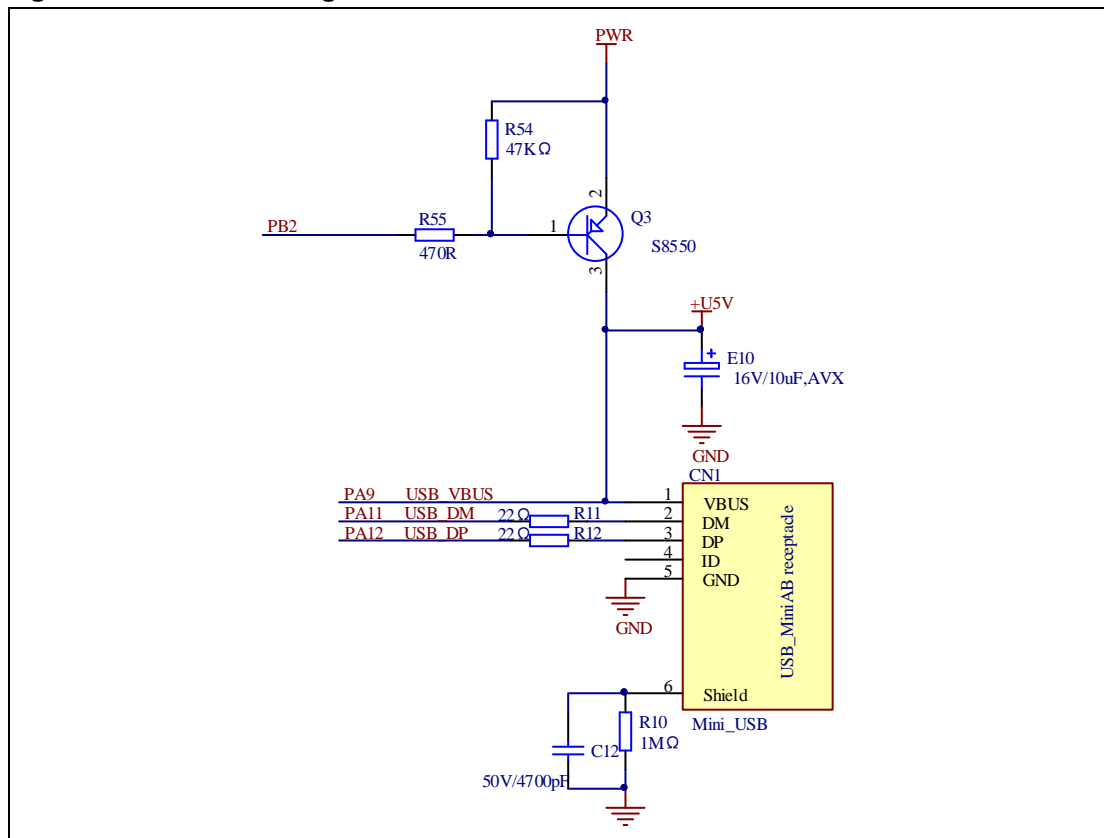 PWR
R54
47KΩ
2
Q3
PB2
R55
1
470R
S8550
3
+U5V
+
E10
16V/10uF,AVX
GND
CN1
PA9 USB_VBUS
1
VBUS
PA11 USB_DM
22Ω
R11
2
DM
PA12 USB_DP
22Ω
R12
3
DP
4
ID
5
GND
GND
USB_MiniAB receptacle
6
Shield
R10
1MΩ
Mini_USB
C12
50V/4700pF